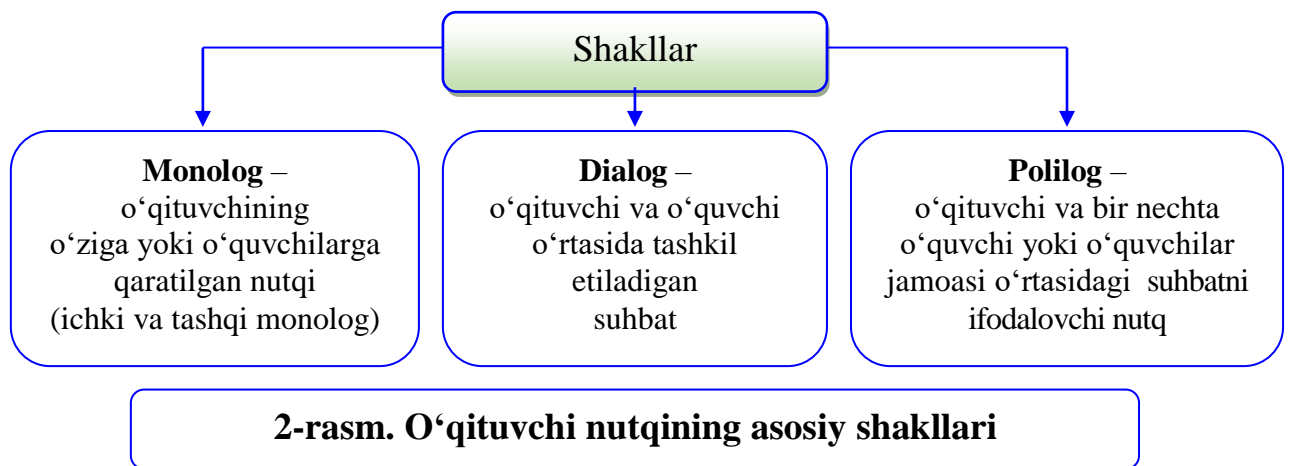 Shakllar
Monolog –
o‘qituvchining
o‘ziga yoki o‘quvchilarga
qaratilgan nutqi
(ichki va tashqi monolog)
Dialog –
o‘qituvchi va o‘quvchi
o‘rtasida tashkil
etiladigan
suhbat
Polilog –
o‘qituvchi va bir nechta
o‘quvchi yoki o‘quvchilar
jamoasi o‘rtasidagi suhbatni
ifodalovchi nutq
2-rasm. O‘qituvchi nutqining asosiy shakllari